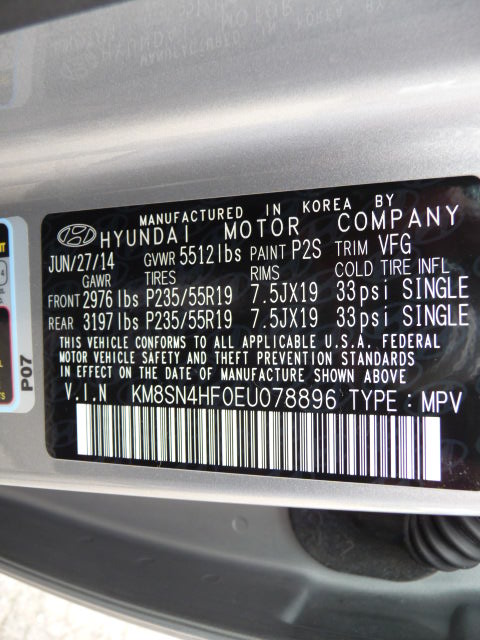 MANUFACTURED IN KOREA BY
HYUNDAI MOTOR COMPANY
JUN/27/14 GVWR 5512lbs PAINT P2S TRIM VFG
GAWR TIRES RIMS COLD TIRE INFL
FRONT 2976lbs P235/55R19 7.5JX19 33psi SINGLE
REAR 3197lbs P235/55R19 7.5JX19 33psi SINGLE
THIS VEHICLE CONFORMS TO ALL APPLICABLE U.S.A. FEDERAL
MOTOR VEHICLE SAFETY AND THEFT PREVENTION STANDARDS
IN EFFECT ON THE DATE OF MANUFACTURE SHOWN ABOVE
V.I.N KM8SN4HF0EU078896 TYPE : MPV
P07